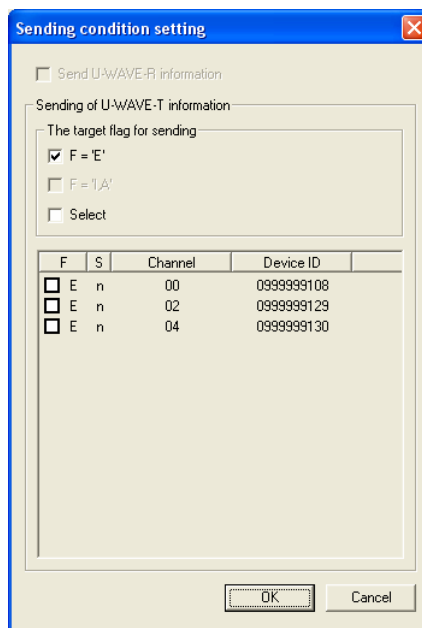 Sending condition setting
Send U-WAVE-R information
Sending of U-WAVE-T information
The target flag for sending
F = 'E'
F = 'I,A'
Select
F S Channel Device ID
E n 00 0999999108
E n 02 0999999129
E n 04 0999999130
OK Cancel